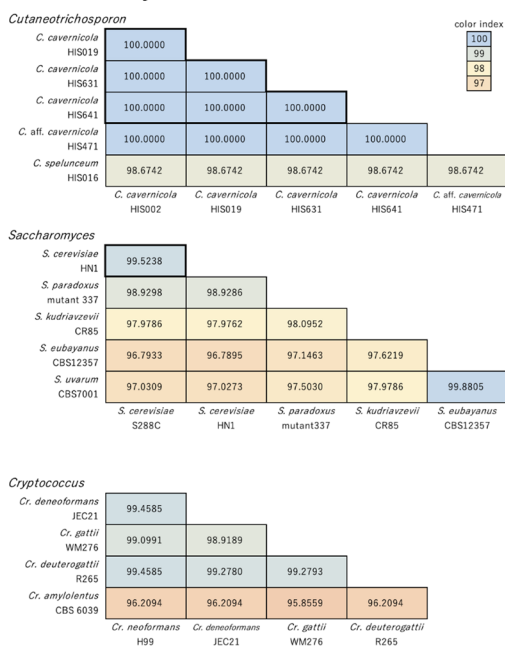 Cutaneotrichosporon
color index
100
99
98
97
C. cavernicola
HIS019
100.0000
C. cavernicola
HIS631
100.0000 100.0000
C. cavernicola
HIS641
100.0000 100.0000 100.0000
C. aff. cavernicola
HIS471
100.0000 100.0000 100.0000 100.0000
C. spelunceum
HIS016
98.6742 98.6742 98.6742 98.6742 98.6742
C. cavernicola C. cavernicola C. cavernicola C. cavernicola C. aff. cavernicola
HIS002 HIS019 HIS631 HIS641 HIS471
Saccharomyces
S. cerevisiae
HN1
99.5238
S. paradoxus
mutant 337
98.9298 98.9286
S. kudriavzevii
CR85
97.9786 97.9762 98.0952
S. eubayanus
CBS12357
96.7933 96.7895 97.1463 97.6219
S. uvarum
CBS7001
97.0309 97.0273 97.5030 97.9786 99.8805
S. cerevisiae S. cerevisiae S. paradoxus S. kudriavzevii S. eubayanus
S288C HN1 mutant337 CR85 CBS12357
Cryptococcus
Cr. deneoformans
JEC21
99.4585
Cr. gattii
WM276
99.0991 98.9189
Cr. deuterogattii
R265
99.4585 99.2780 99.2793
Cr. amylolentus
CBS 6039
96.2094 96.2094 95.8559 96.2094
Cr. neoformans Cr. deneoformans Cr. gattii Cr. deuterogattii
H99 JEC21 WM276 R265